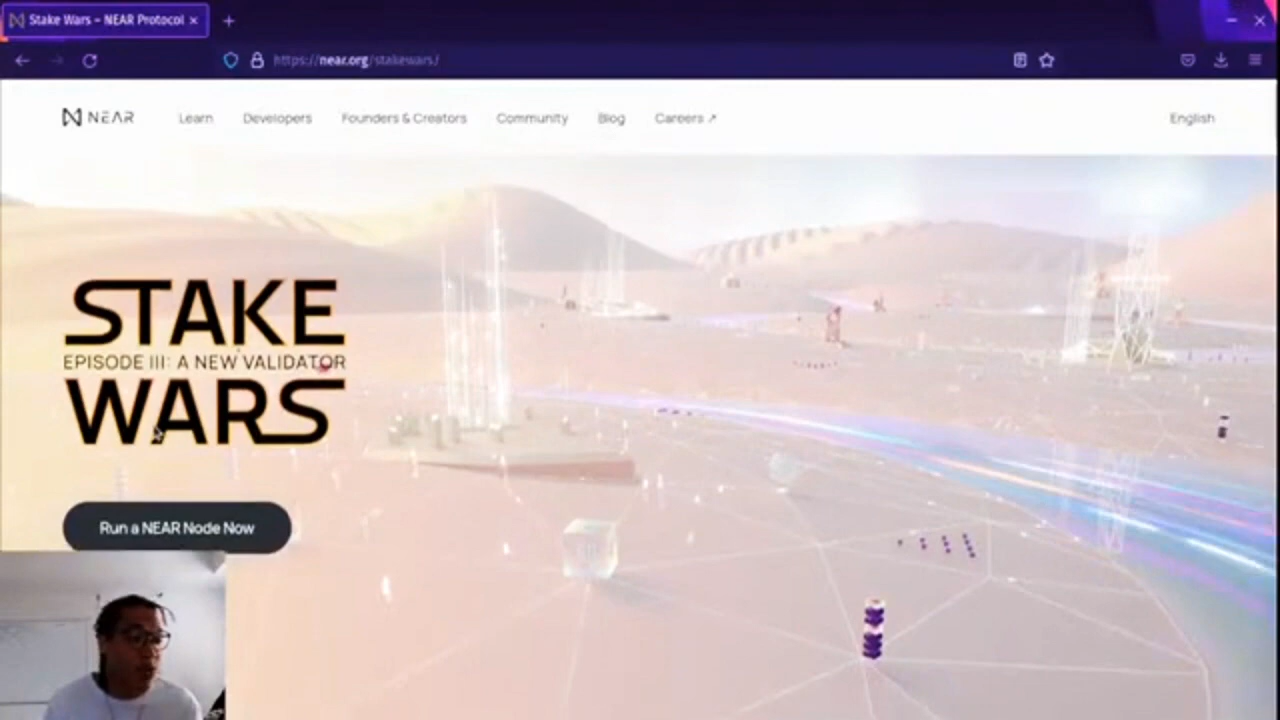 Stake Wars – NEAR Protocol
https://near.org/stakewars/
NEAR Learn Developers Founders & Creators Community Blog Careers ↗ English
STAKE
EPISODE III: A NEW VALIDATOR
WARS
Run a NEAR Node Now